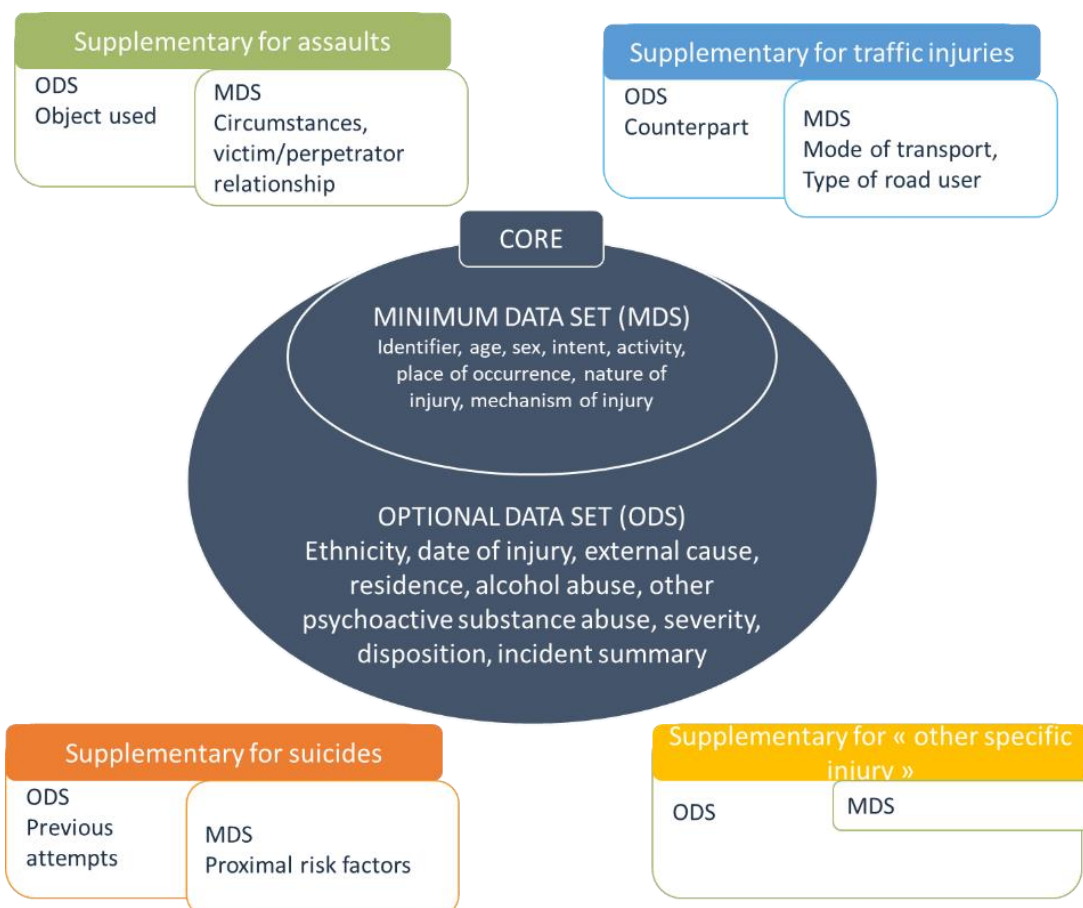 Supplementary for assaults
ODS
Object used
MDS
Circumstances,
victim/perpetrator
relationship
Supplementary for traffic injuries
ODS
Counterpart
MDS
Mode of transport,
Type of road user
CORE
MINIMUM DATA SET (MDS)
Identifier, age, sex, intent, activity,
place of occurrence, nature of
injury, mechanism of injury
OPTIONAL DATA SET (ODS)
Ethnicity, date of injury, external cause,
residence, alcohol abuse, other
psychoactive substance abuse, severity,
disposition, incident summary
Supplementary for suicides
ODS
Previous
attempts
MDS
Proximal risk factors
Supplementary for « other specific
injury »
ODS
MDS